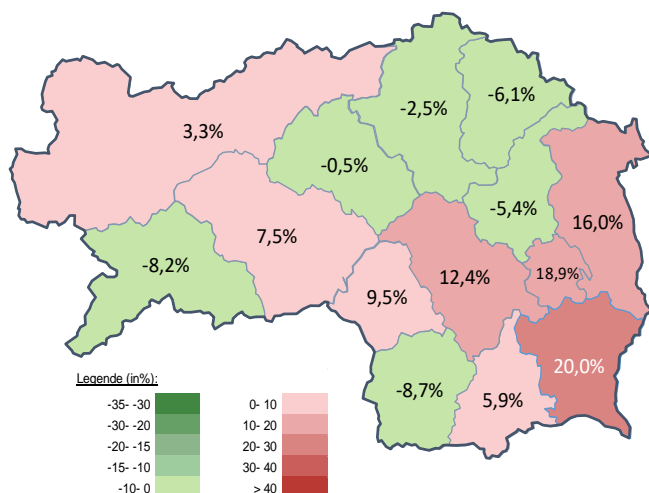 -2,5%
-6,1%
3,3%
-0,5%
-5,4%
16,0%
7,5%
-8,2%
12,4%
18,9%
9,5%
20,0%
-8,7%
5,9%
Legende (in%):
-35- -30 0- 10
-30- -20 10- 20
-20- -15 20- 30
-15- -10 30- 40
-10- 0 > 40